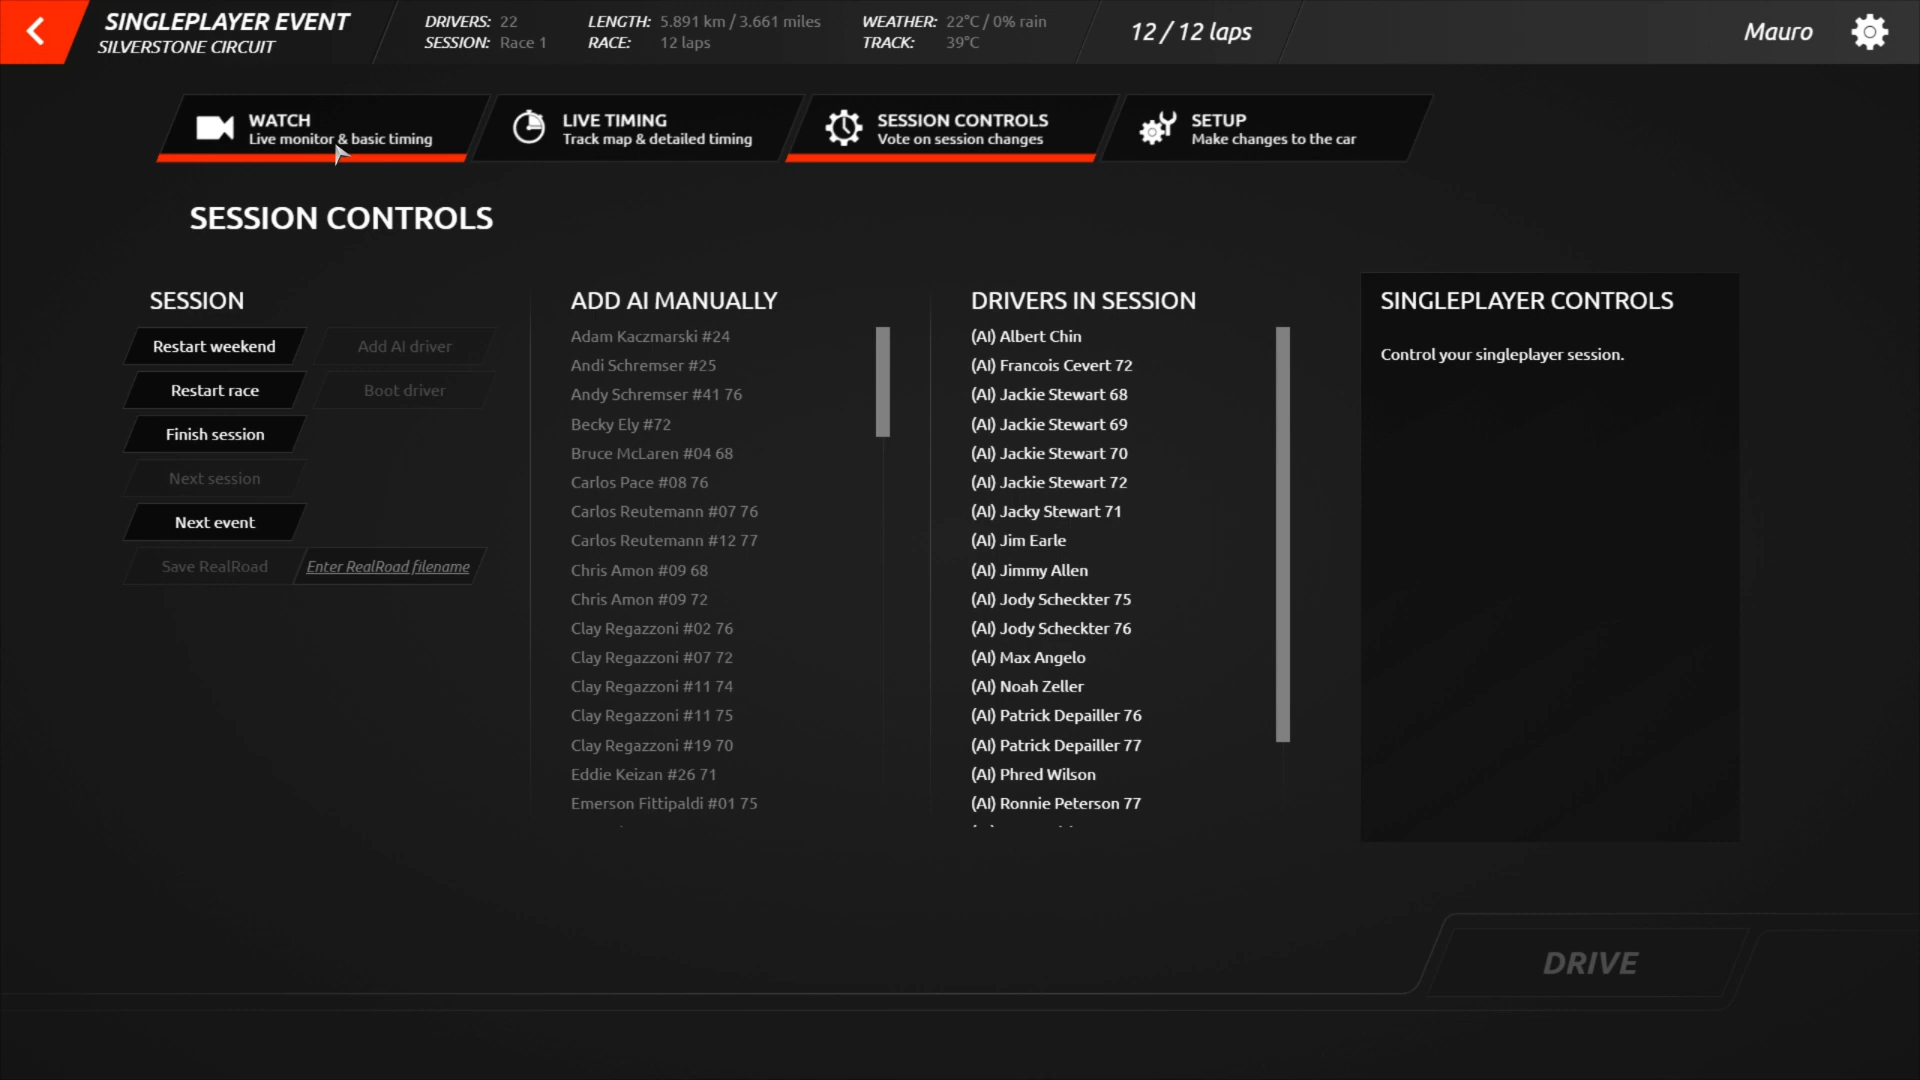 SINGLEPLAYER EVENT
SILVERSTONE CIRCUIT
DRIVERS: 22
SESSION: Race 1
LENGTH: 5.891 km / 3.661 miles
RACE: 12 laps
WEATHER: 22°C / 0% rain
TRACK: 39°C
12 / 12 laps
Mauro
WATCH
Live monitor & basic timing
LIVE TIMING
Track map & detailed timing
SESSION CONTROLS
Vote on session changes
SETUP
Make changes to the car
SESSION CONTROLS
SESSION
Restart weekend
Add AI driver
Restart race
Boot driver
Finish session
Next session
Next event
Save RealRoad
Enter RealRoad filename
ADD AI MANUALLY
Adam Kaczmarski #24
Andi Schremser #25
Andy Schremser #41 76
Becky Ely #72
Bruce McLaren #04 68
Carlos Pace #08 76
Carlos Reutemann #07 76
Carlos Reutemann #12 77
Chris Amon #09 68
Chris Amon #09 72
Clay Regazzoni #02 76
Clay Regazzoni #07 72
Clay Regazzoni #11 74
Clay Regazzoni #11 75
Clay Regazzoni #19 70
Eddie Keizan #26 71
Emerson Fittipaldi #01 75
DRIVERS IN SESSION
(AI) Albert Chin
(AI) Francois Cevert 72
(AI) Jackie Stewart 68
(AI) Jackie Stewart 69
(AI) Jackie Stewart 70
(AI) Jackie Stewart 72
(AI) Jacky Stewart 71
(AI) Jim Earle
(AI) Jimmy Allen
(AI) Jody Scheckter 75
(AI) Jody Scheckter 76
(AI) Max Angelo
(AI) Noah Zeller
(AI) Patrick Depailler 76
(AI) Patrick Depailler 77
(AI) Phred Wilson
(AI) Ronnie Peterson 77
SINGLEPLAYER CONTROLS
Control your singleplayer session.
DRIVE